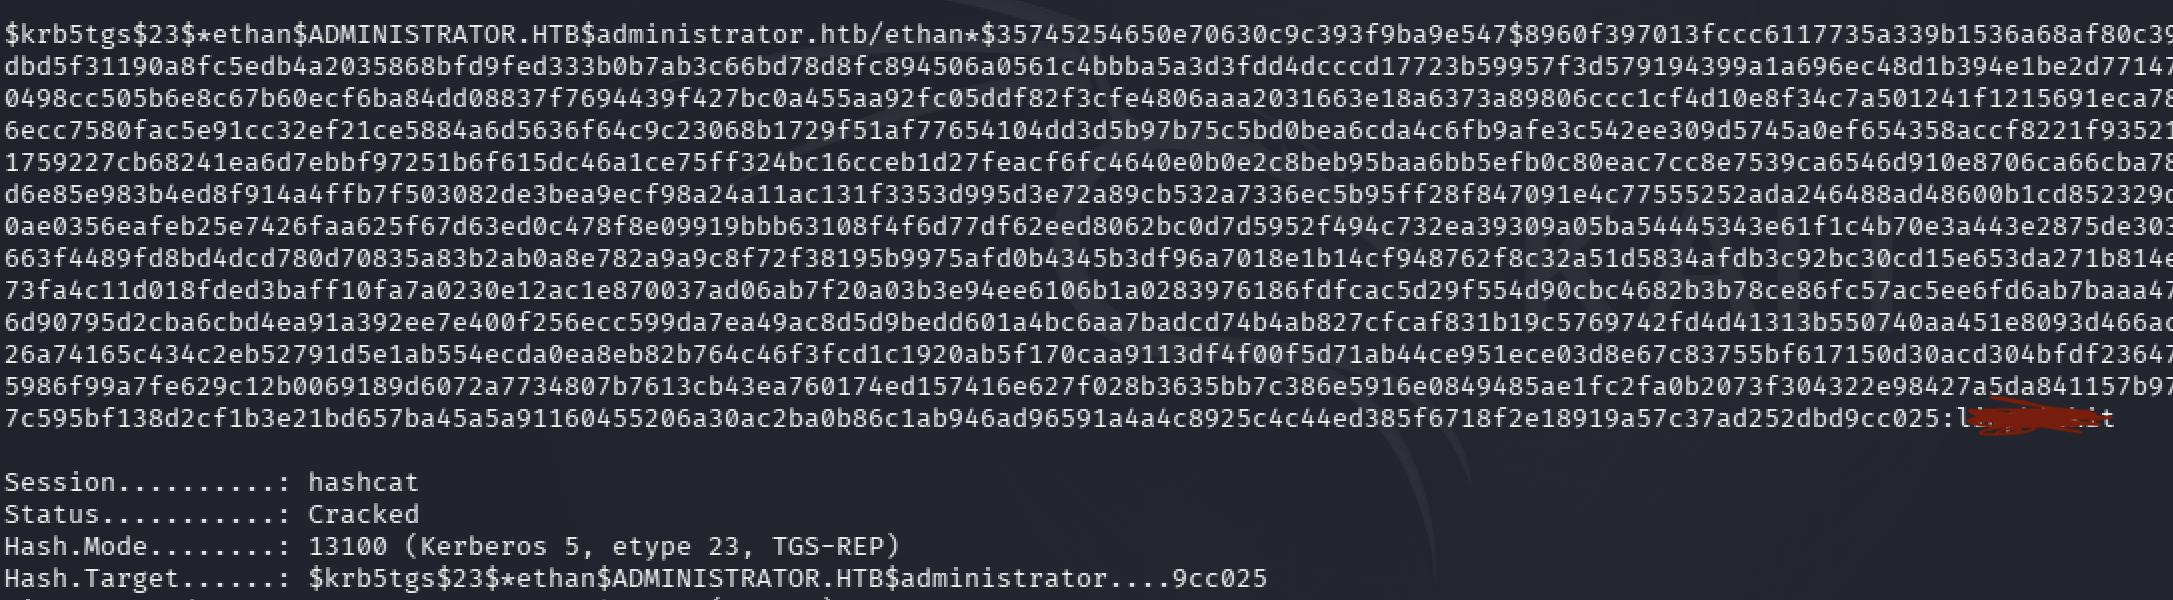 $krb5tgs$23$*ethan$ADMINISTRATOR.HTB$administrator.htb/ethan*$35745254650e70630c9c393f9ba9e547$8960f397013fccc6117735a339b1536a68af80c39
dbd5f31190a8fc5edb4a2035868bfd9fed333b0b7ab3c66bd78d8fc894506a0561c4bbba5a3d3fdd4dcccd17723b59957f3d579194399a1a696ec48d1b394e1be2d77147
0498cc505b6e8c67b60ecf6ba84dd08837f7694439f427bc0a455aa92fc05ddf82f3cfe4806aaa2031663e18a6373a89806ccc1cf4d10e8f34c7a501241f1215691eca78
6ecc7580fac5e91cc32ef21ce5884a6d5636f64c9c23068b1729f51af77654104dd3d5b97b75c5bd0bea6cda4c6fb9afe3c542ee309d5745a0ef654358accf8221f93521
1759227cb68241ea6d7ebbf97251b6f615dc46a1ce75ff324bc16cceb1d27feacf6fc4640e0b0e2c8beb95baa6bb5efb0c80eac7cc8e7539ca6546d910e8706ca66cba78
d6e85e983b4ed8f914a4ffb7f503082de3bea9ecf98a24a11ac131f3353d995d3e72a89cb532a7336ec5b95ff28f847091e4c77555252ada246488ad48600b1cd852329d
0ae0356eafeb25e7426faa625f67d63ed0c478f8e09919bbb63108f4f6d77df62eed8062bc0d7d5952f494c732ea39309a05ba54445343e61f1c4b70e3a443e2875de303
663f4489fd8bd4dcd780d70835a83b2ab0a8e782a9a9c8f72f38195b9975afd0b4345b3df96a7018e1b14cf948762f8c32a51d5834afdb3c92bc30cd15e653da271b814e
73fa4c11d018fded3baff10fa7a0230e12ac1e870037ad06ab7f20a03b3e94ee6106b1a0283976186fdfcac5d29f554d90cbc4682b3b78ce86fc57ac5ee6fd6ab7baaa47
6d90795d2cba6cbd4ea91a392ee7e400f256ecc599da7ea49ac8d5d9bedd601a4bc6aa7badcd74b4ab827cfcaf831b19c5769742fd4d41313b550740aa451e8093d466ac
26a74165c434c2eb52791d5e1ab554ecda0ea8eb82b764c46f3fcd1c1920ab5f170caa9113df4f00f5d71ab44ce951ece03d8e67c83755bf617150d30acd304bfdf23647
5986f99a7fe629c12b0069189d6072a7734807b7613cb43ea760174ed157416e627f028b3635bb7c386e5916e0849485ae1fc2fa0b2073f304322e98427a5da841157b97
7c595bf138d2cf1b3e21bd657ba45a5a91160455206a30ac2ba0b86c1ab946ad96591a4a4c8925c4c44ed385f6718f2e18919a57c37ad252dbd9cc025:
Session..........: hashcat
Status...........: Cracked
Hash.Mode........: 13100 (Kerberos 5, etype 23, TGS-REP)
Hash.Target......: $krb5tgs$23$*ethan$ADMINISTRATOR.HTB$administrator....9cc025